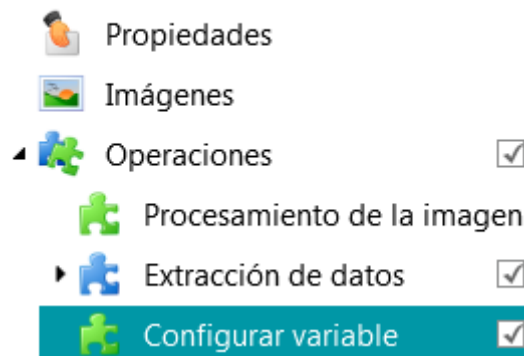 Propiedades
Imágenes
Operaciones
Procesamiento de la imagen
Extracción de datos
Configurar variable